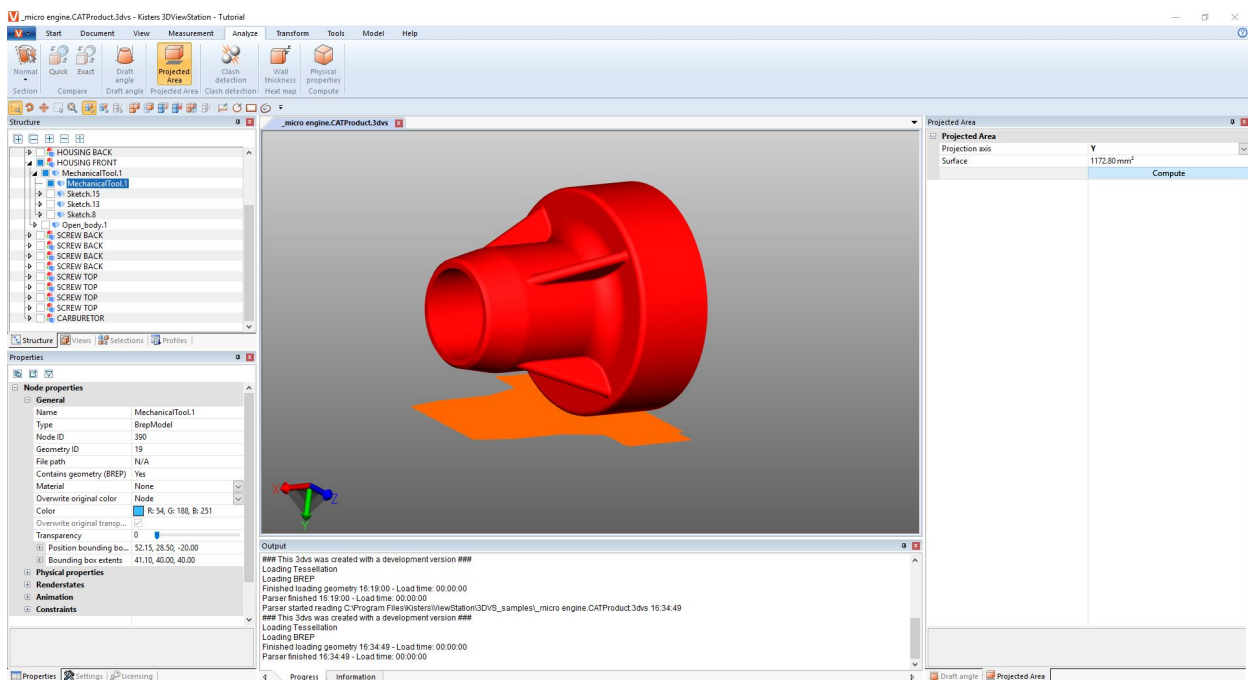 _micro engine.CATProduct.3dvs - Kisters 3DViewStation - Tutorial
V Start Document View Measurement Analyze Transform Tools Model Help
Normal Quick Exact Draft angle Projected Area Clash detection Wall thickness Physical properties
Section Compare Draft angle Projected Area Clash detection Heat map Compute
Structure
HOUSING BACK
HOUSING FRONT
MechanicalTool.1
MechanicalTool.1
Sketch.15
Sketch.13
Sketch.8
Open_body.1
SCREW BACK
SCREW BACK
SCREW BACK
SCREW BACK
SCREW TOP
SCREW TOP
SCREW TOP
SCREW TOP
CARBURETOR
Structure Views Selections Profiles
Properties
Node properties
General
Name MechanicalTool.1
Type BrepModel
Node ID 390
Geometry ID 19
File path N/A
Contains geometry (BREP) Yes
Material None
Overwrite original color Node
Color R: 54, G: 188, B: 251
Overwrite original transp...
Transparency 0
Position bounding bo... 52.15, 28.50, -20.00
Bounding box extents 41.10, 40.00, 40.00
Physical properties
Renderstates
Animation
Constraints
Properties Settings Licensing
_micro engine.CATProduct.3dvs
X Z
Y
Output
### This 3dvs was created with a development version ###
Loading Tessellation
Loading BREP
Finished loading geometry 16:19:00 - Load time: 00:00:00
Parser finished 16:19:00 - Load time: 00:00:00
Parser started reading C:\Program Files\Kisters\ViewStation\3DVS_samples\_micro engine.CATProduct.3dvs 16:34:49
### This 3dvs was created with a development version ###
Loading Tessellation
Loading BREP
Finished loading geometry 16:34:49 - Load time: 00:00:00
Parser finished 16:34:49 - Load time: 00:00:00
Progress Information
Projected Area
Projected Area
Projection axis Y
Surface 1172.80 mm²
Compute
Draft angle Projected Area